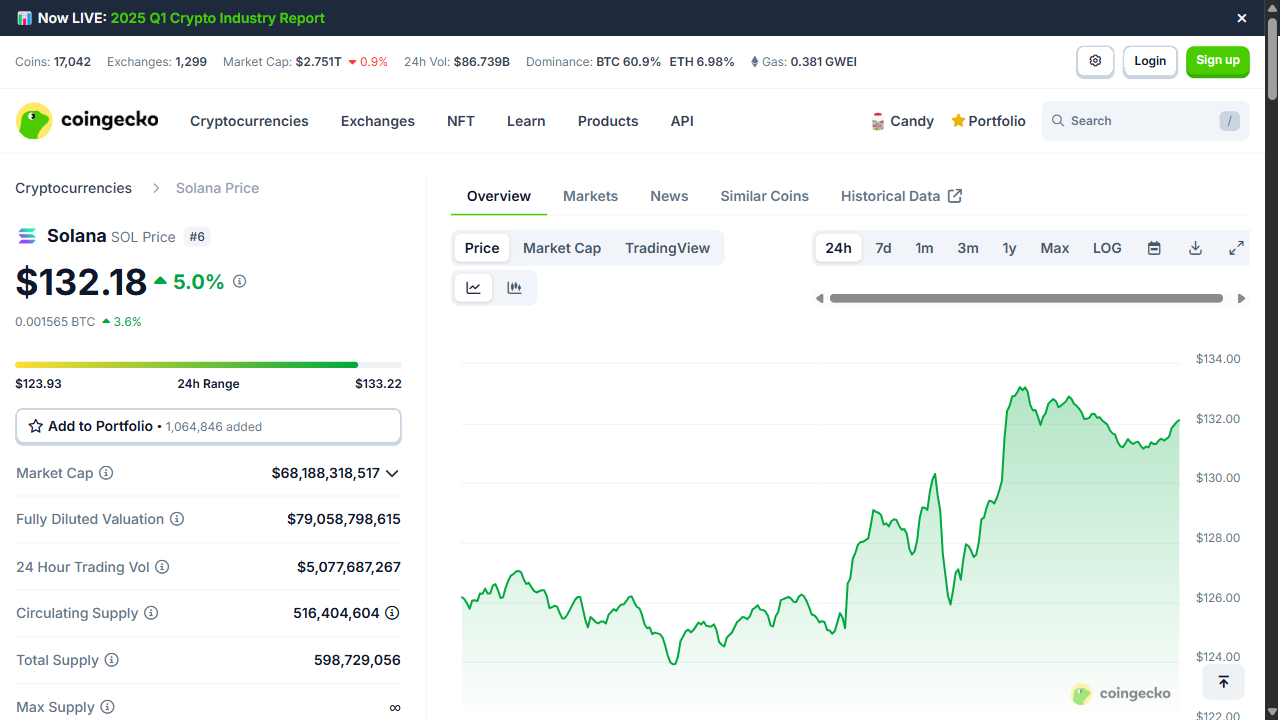 Now LIVE: 2025 Q1 Crypto Industry Report
Coins: 17,042 Exchanges: 1,299 Market Cap: $2.751T 0.9% 24h Vol: $86.739B Dominance: BTC 60.9% ETH 6.98% Gas: 0.381 GWEI
Login
Sign up
coingecko
Cryptocurrencies Exchanges NFT Learn Products API
Candy Portfolio
Search /
Cryptocurrencies Solana Price
Solana SOL Price #6
$132.18 5.0%
0.001565 BTC 3.6%
$123.93 24h Range $133.22
Add to Portfolio • 1,064,846 added
Market Cap $68,188,318,517
Fully Diluted Valuation $79,058,798,615
24 Hour Trading Vol $5,077,687,267
Circulating Supply 516,404,604
Total Supply 598,729,056
Max Supply ∞
Overview Markets News Similar Coins Historical Data
Price Market Cap TradingView
24h 7d 1m 3m 1y Max LOG
$134.00
$132.00
$130.00
$128.00
$126.00
$124.00
$122.00
coingecko